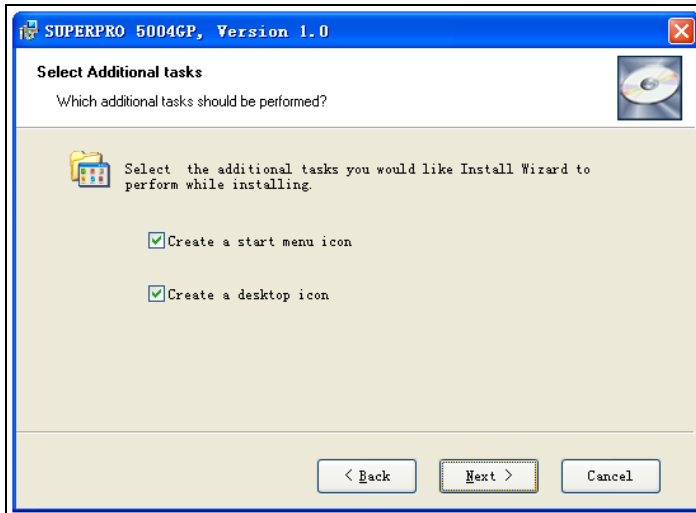 SUPERPRO 5004GP, Version 1.0
Select Additional tasks
Which additional tasks should be performed?
Select the additional tasks you would like Install Wizard to
perform while installing.
Create a start menu icon
Create a desktop icon
< Back
Next >
Cancel